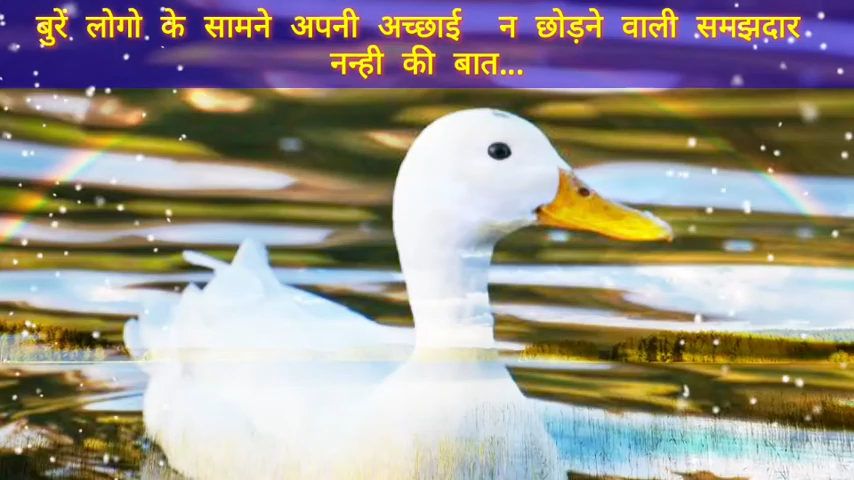 बुरें लोगो के सामने अपनी अच्छाई न छोड़ने वाली समझदार
नन्ही की बात...